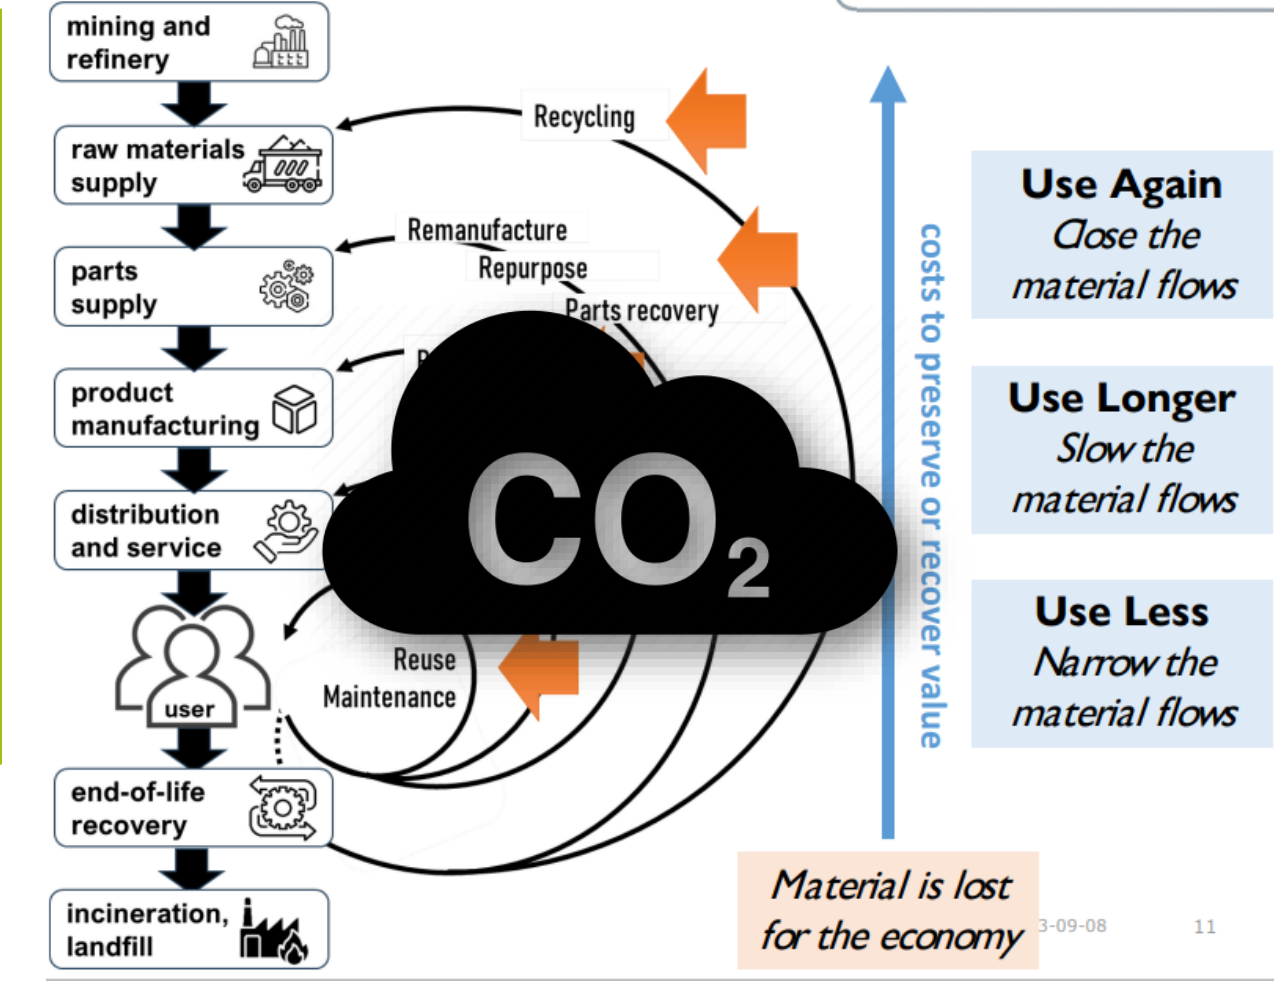 mining and
refinery
raw materials
supply
parts
supply
product
manufacturing
distribution
and service
user
end-of-life
recovery
incineration,
landfill
Recycling
Remanufacture
Repurpose
Parts recovery
CO₂
Reuse
Maintenance
costs to preserve or recover value
Use Again
Close the
material flows
Use Longer
Slow the
material flows
Use Less
Narrow the
material flows
Material is lost
for the economy
3-09-08
11